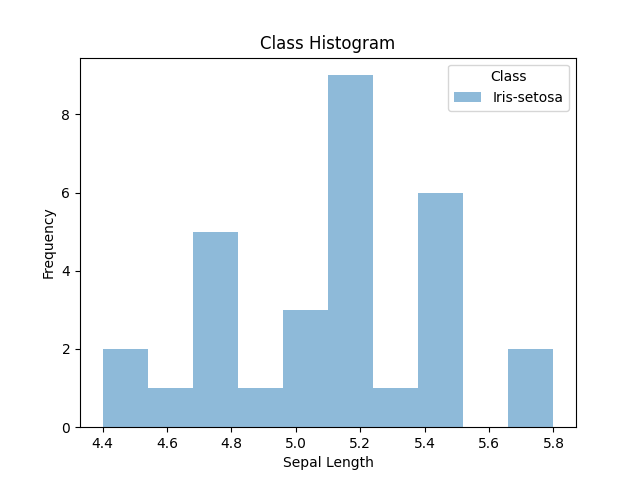 Class Histogram
Class
Iris-setosa
8
6
4
2
0
Frequency
4.4 4.6 4.8 5.0 5.2 5.4 5.6 5.8
Sepal Length